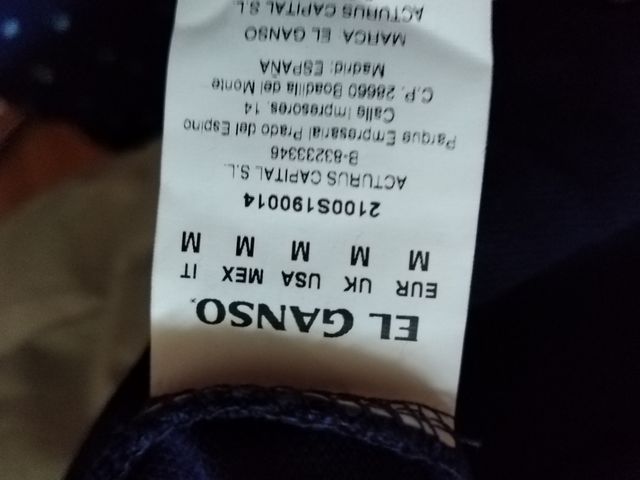 EL GANSO
EUR UK USA MEX IT
M M M M M
2100S190014
ACTURUS CAPITAL S.L.
B-83233346
Parque Empresarial Prado del Espino
Calle Impresores, 14
C.P. 28660 Boadilla del Monte
Madrid. ESPAÑA
MARCA EL GANSO
ACTURUS CAPITAL S.L.